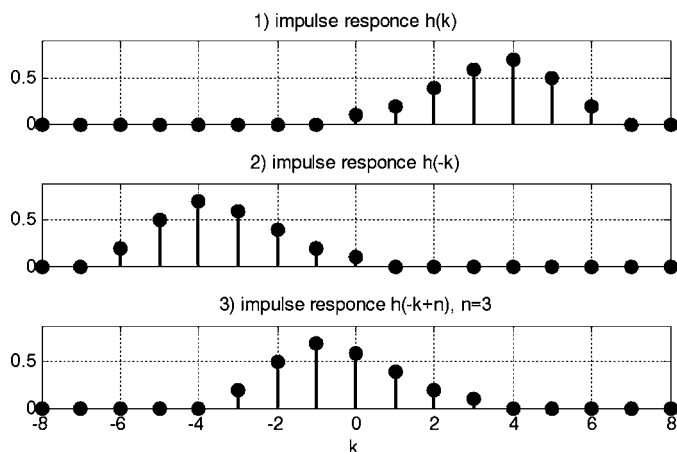 1) impulse responce h(k)
0.5
0
2) impulse responce h(-k)
0.5
0
3) impulse responce h(-k+n), n=3
0.5
0
-8 -6 -4 -2 0 2 4 6 8
k